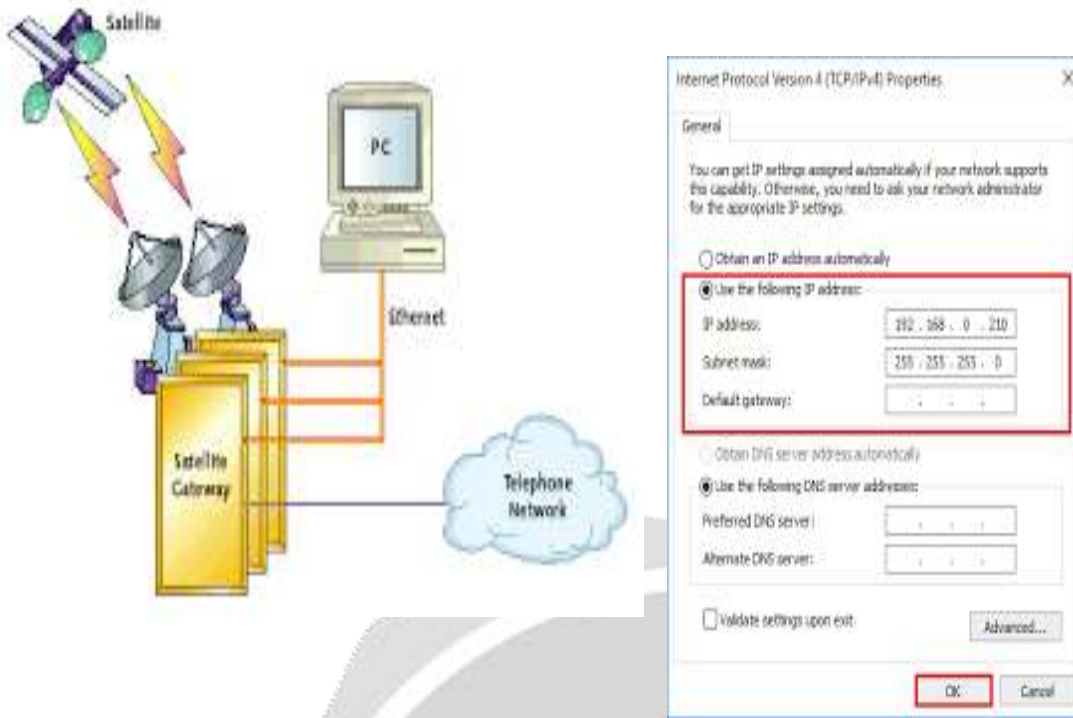 Satellite
PC
Ethernet
Satellite
Gateway
Telephone
Network
Internet Protocol Version 4 (TCP/IPv4) Properties
General
You can get IP settings assigned automatically if your network supports
this capability. Otherwise, you need to ask your network administrator
for the appropriate IP settings.
Obtain an IP address automatically
Use the following IP address:
IP address: 192 . 168 . 0 . 210
Subnet mask: 255 . 255 . 255 . 0
Default gateway: . . .
Obtain DNS server address automatically
Use the following DNS server addresses:
Preferred DNS server: . . .
Alternate DNS server: . . .
Validate settings upon exit
Advanced...
OK Cancel